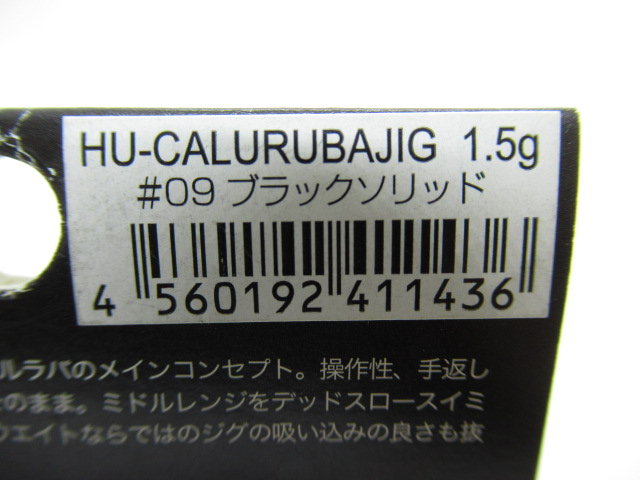 HU-CALURUBAJIG 1.5g
#09 ブラックソリッド
4 560192 411436
ルラバのメインコンセプト。操作性、手返し
そのまま。ミドルレンジをデッドスロースイミ
ウエイトならではのジグの吸い込みの良さも抜